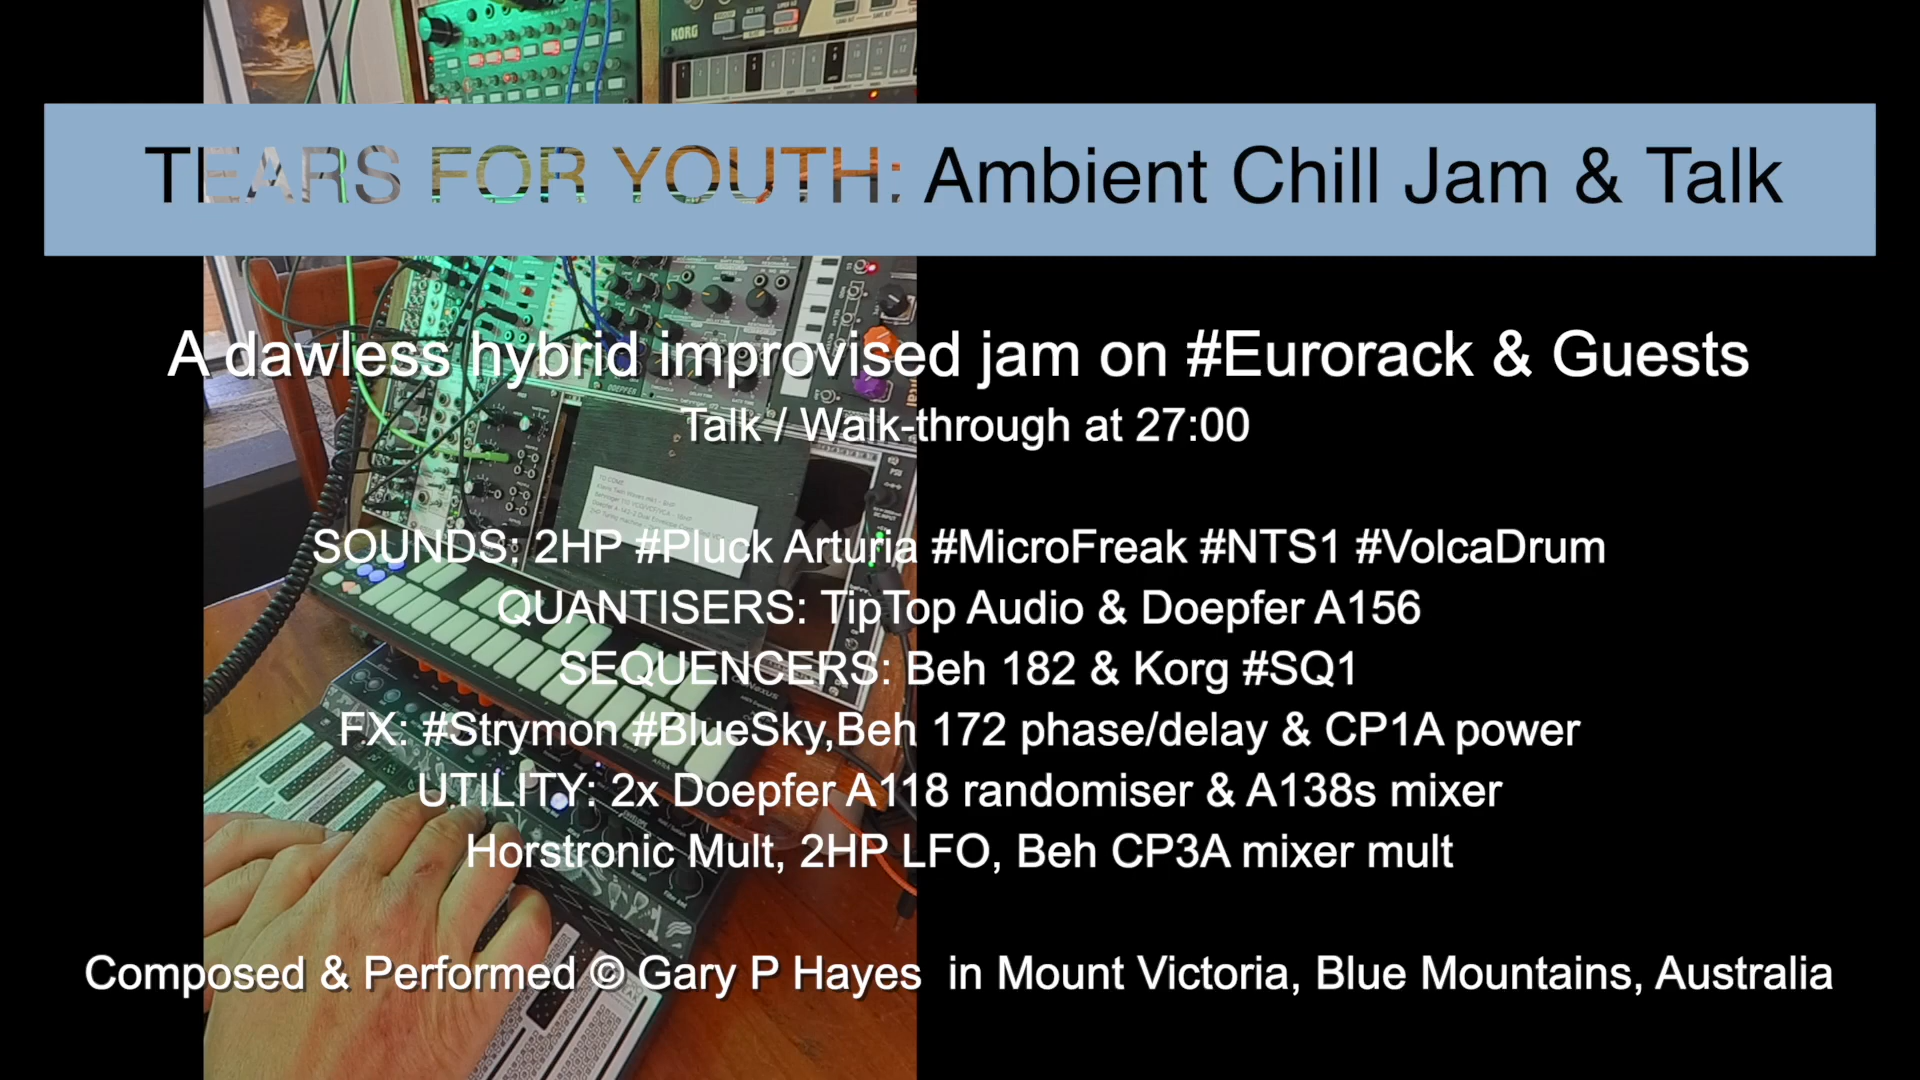 KORG
TEARS FOR YOUTH: Ambient Chill Jam & Talk
A dawless hybrid improvised jam on #Eurorack & Guests
Talk / Walk-through at 27:00
TO COME
SOUNDS: 2HP #Pluck Arturia #MicroFreak #NTS1 #VolcaDrum
QUANTISERS: TipTop Audio & Doepfer A156
SEQUENCERS: Beh 182 & Korg #SQ1
FX: #Strymon #BlueSky,Beh 172 phase/delay & CP1A power
UTILITY: 2x Doepfer A118 randomiser & A138s mixer
Horstronic Mult, 2HP LFO, Beh CP3A mixer mult
Composed & Performed © Gary P Hayes in Mount Victoria, Blue Mountains, Australia